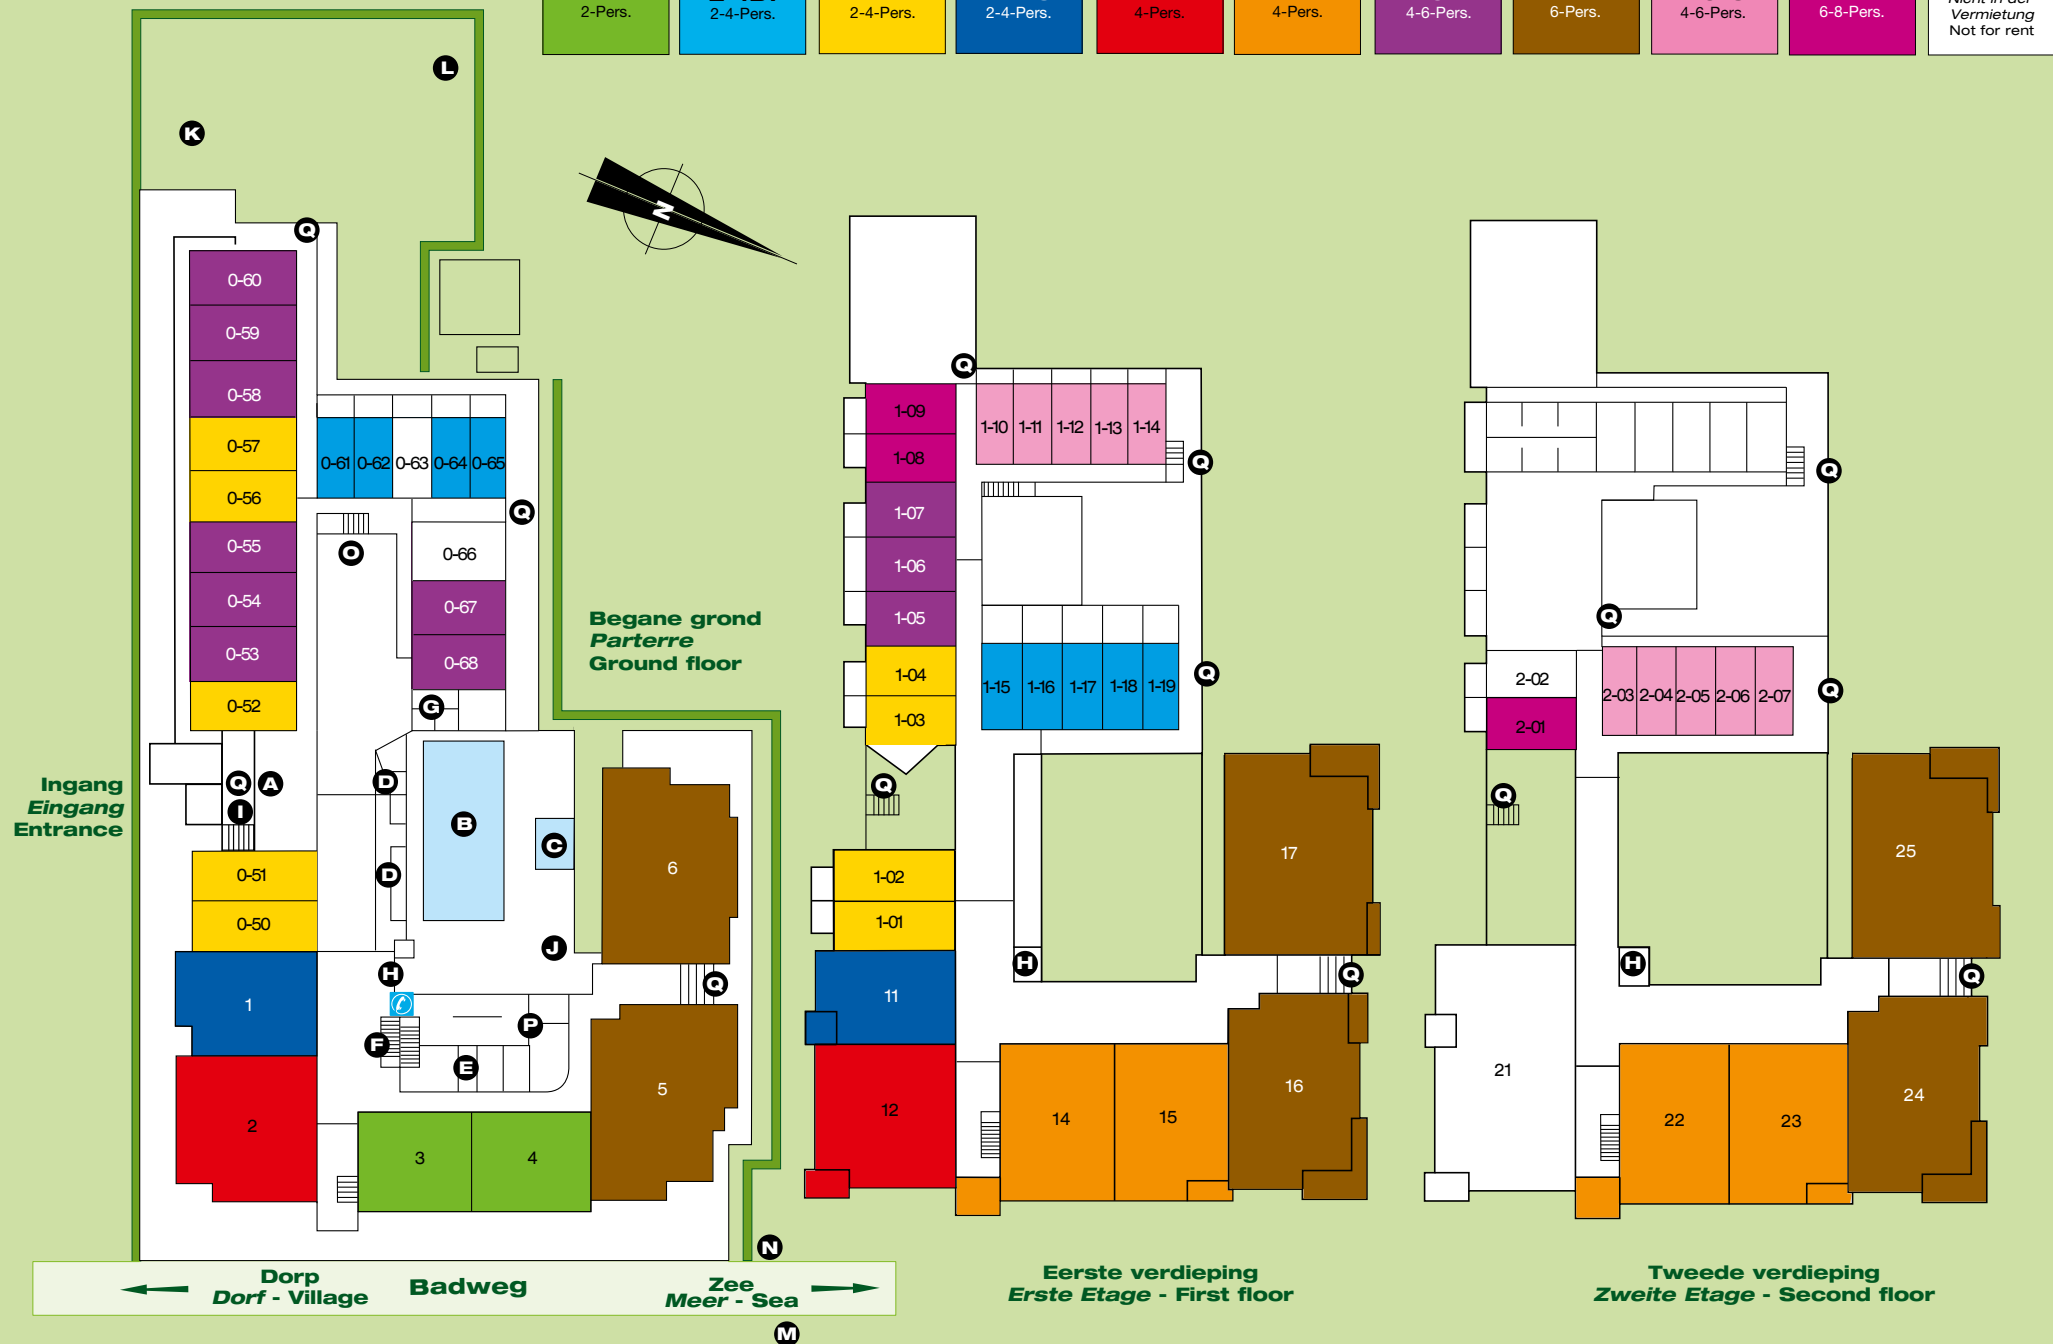 2-Pers.
2-4-Pers.
2-4-Pers.
2-4-Pers.
4-Pers.
4-Pers.
4-6-Pers.
6-Pers.
4-6-Pers.
6-8-Pers.
Nicht in der
Vermietung
Not for rent
L
K
N
Q
0-60
0-59
0-58
0-57
0-56
0-55
0-54
0-53
0-52
0-61
0-62
0-63
0-64
0-65
Q
O
0-66
0-67
0-68
G
Begane grond
Parterre
Ground floor
Ingang
Eingang
Entrance
Q
A
I
D
B
C
D
6
0-51
0-50
J
H
Q
1
F
P
E
5
2
3
4
N
Dorp
Dorf - Village
Badweg
Zee
Meer - Sea
M
Q
1-09
1-08
1-07
1-06
1-05
1-04
1-03
1-10
1-11
1-12
1-13
1-14
Q
1-15
1-16
1-17
1-18
1-19
Q
Q
17
1-02
1-01
H
Q
11
12
14
15
16
Eerste verdieping
Erste Etage - First floor
Q
Q
2-02
2-01
2-03
2-04
2-05
2-06
2-07
Q
Q
25
H
Q
21
22
23
24
Tweede verdieping
Zweite Etage - Second floor